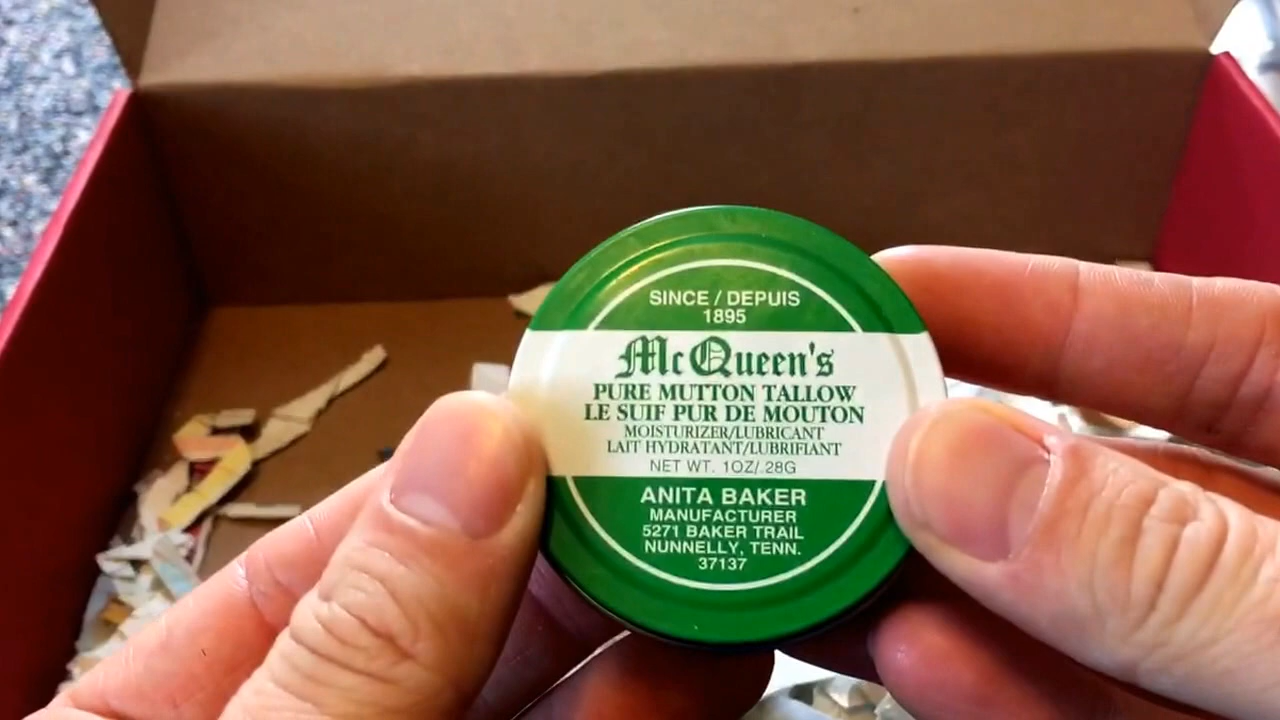 SINCE / DEPUIS
1895
McQueen's
PURE MUTTON TALLOW
LE SUIF PUR DE MOUTON
MOISTURIZER/LUBRICANT
LAIT HYDRATANT/LUBRIFIANT
NET WT. 1OZ/.28G
ANITA BAKER
MANUFACTURER
5271 BAKER TRAIL
NUNNELLY, TENN.
37137